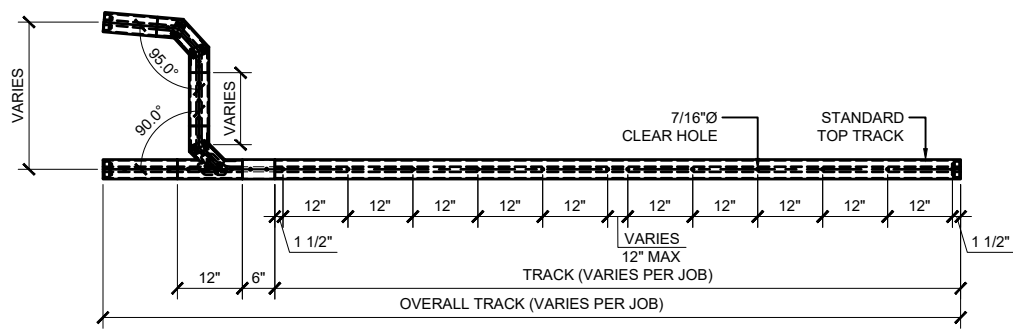 VARIES
95.0°
90.0°
VARIES
7/16"Ø
CLEAR HOLE
STANDARD
TOP TRACK
12"
12"
12"
12"
12"
12"
12"
12"
12"
12"
1 1/2"
VARIES
12" MAX
1 1/2"
12"
6"
TRACK (VARIES PER JOB)
OVERALL TRACK (VARIES PER JOB)